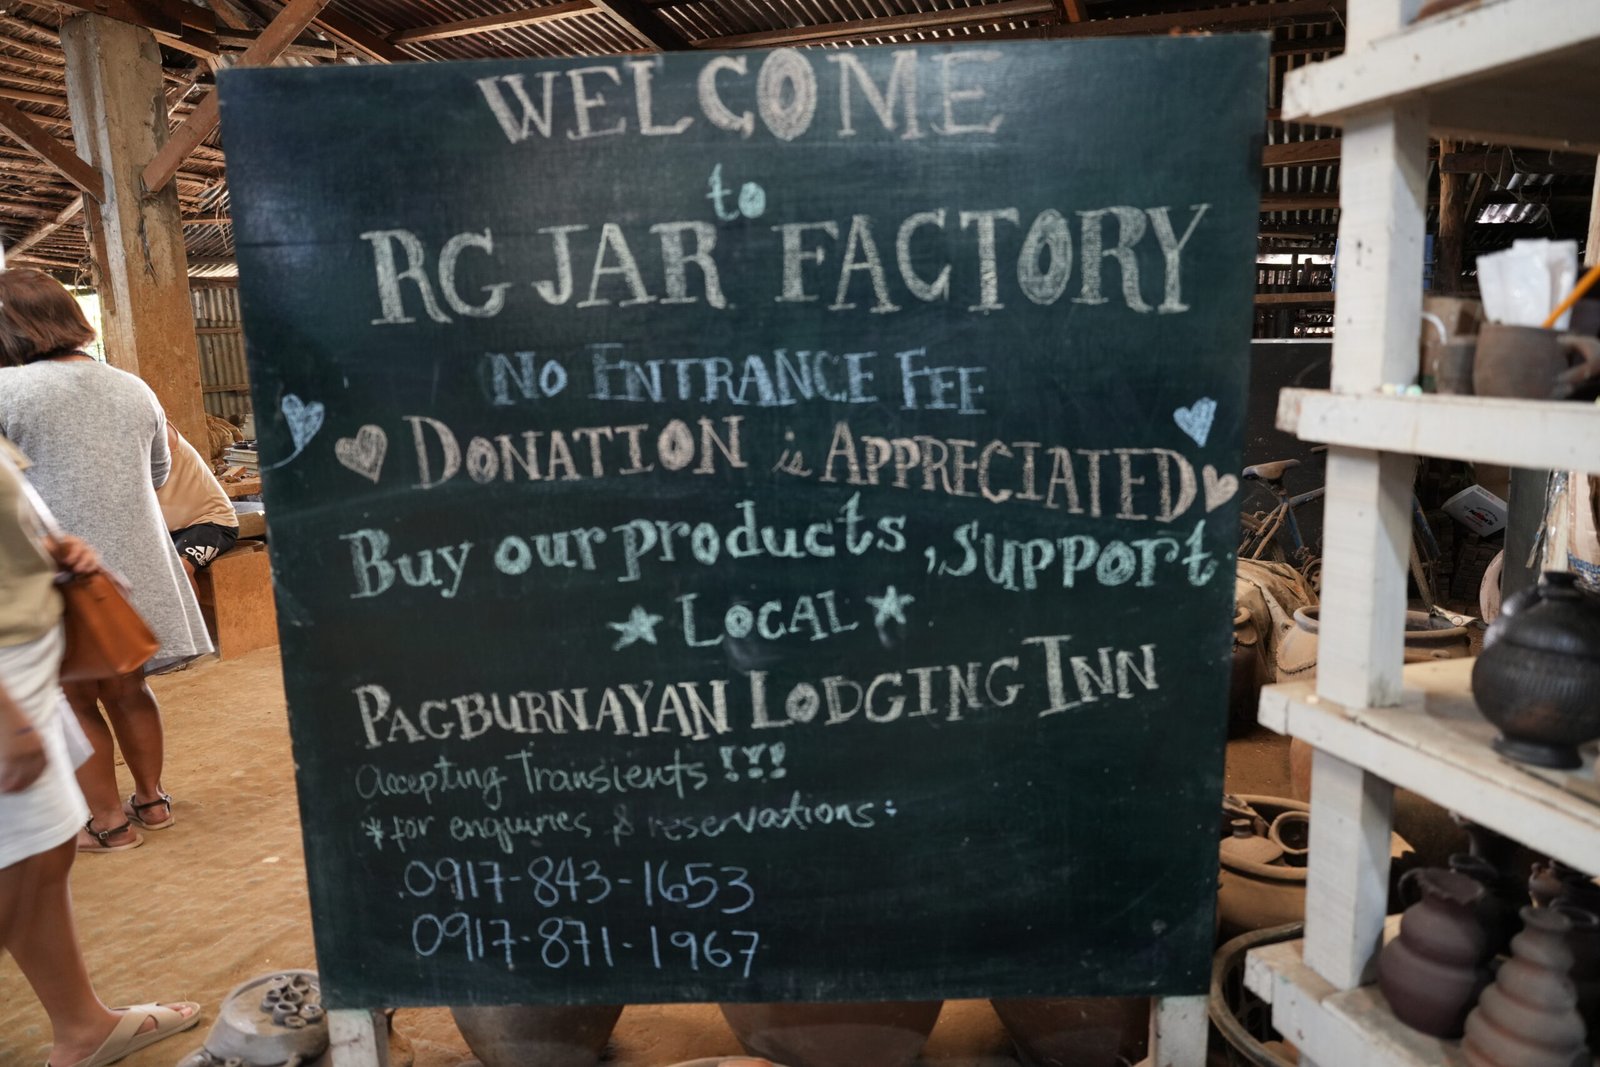 WELCOME
to
RG JAR FACTORY
NO ENTRANCE FEE
DONATION is APPRECIATED
Buy our products, support
LOCAL
PAGBURNAYAN LODGING INN
accepting Transients !!!
*for enquiries & reservations:
0917-843-1653
0917-871-1967
adidas